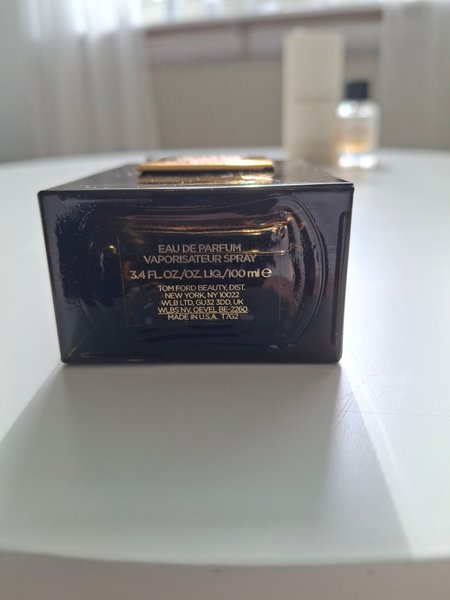 EAU DE PARFUM
VAPORISATEUR SPRAY
3.4 FL.OZ./OZ. LIQ./100 ml ℮
TOM FORD BEAUTY, DIST.
NEW YORK, NY 10022
WLB LTD, GU32 3DD, UK
WLBS NV, OEVEL BE-2260
MADE IN U.S.A. T7G2